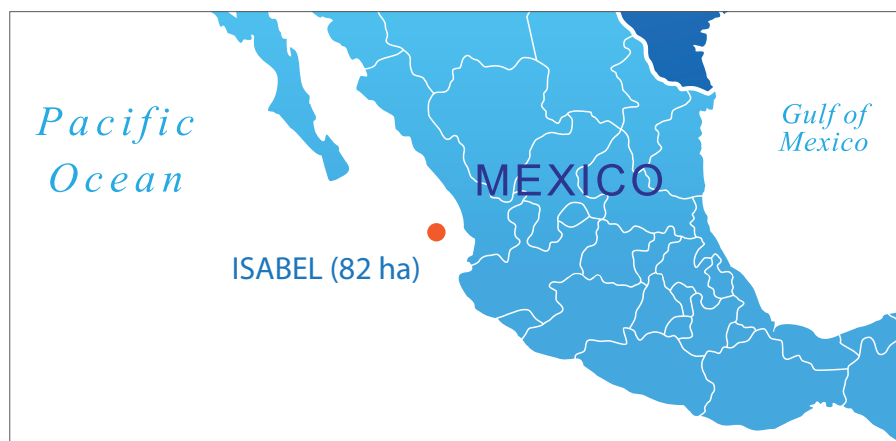 Pacific
Ocean
Gulf of
Mexico
MEXICO
ISABEL (82 ha)